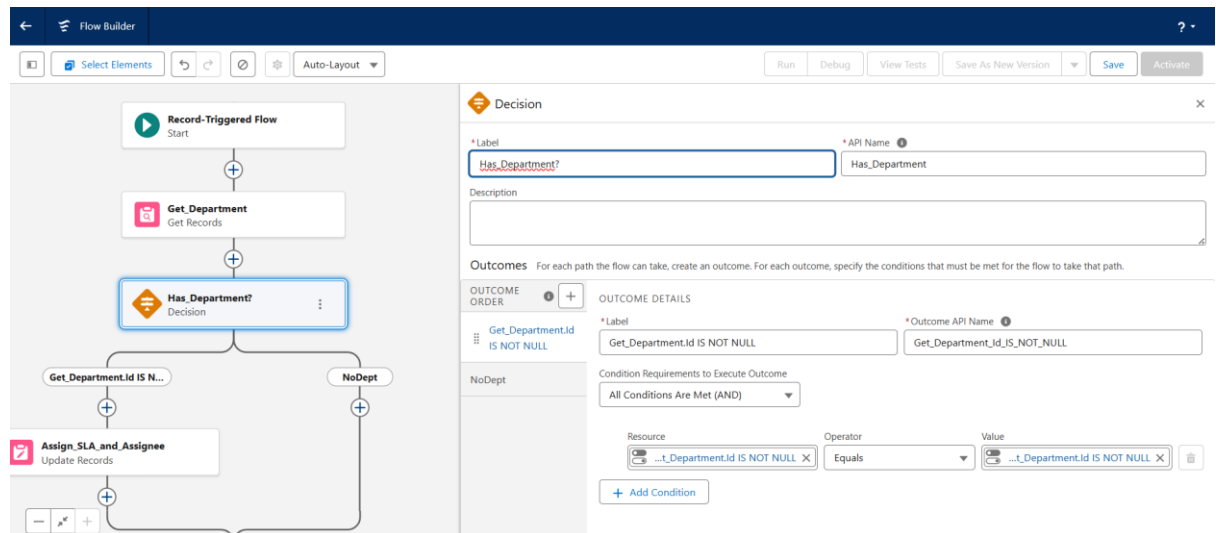 Flow Builder
?
Select Elements
Auto-Layout
Run
Debug
View Tests
Save As New Version
Save
Activate
Record-Triggered Flow
Start
Get_Department
Get Records
Has_Department?
Decision
Get_Department.Id IS N...
NoDept
Assign_SLA_and_Assignee
Update Records
Decision
*Label
Has_Department?
*API Name
Has_Department
Description
Outcomes For each path the flow can take, create an outcome. For each outcome, specify the conditions that must be met for the flow to take that path.
OUTCOME
ORDER
Get_Department.Id
IS NOT NULL
NoDept
OUTCOME DETAILS
*Label
Get_Department.Id IS NOT NULL
*Outcome API Name
Get_Department_Id_IS_NOT_NULL
Condition Requirements to Execute Outcome
All Conditions Are Met (AND)
Resource
...t_Department.Id IS NOT NULL
Operator
Equals
Value
...t_Department.Id IS NOT NULL
+ Add Condition